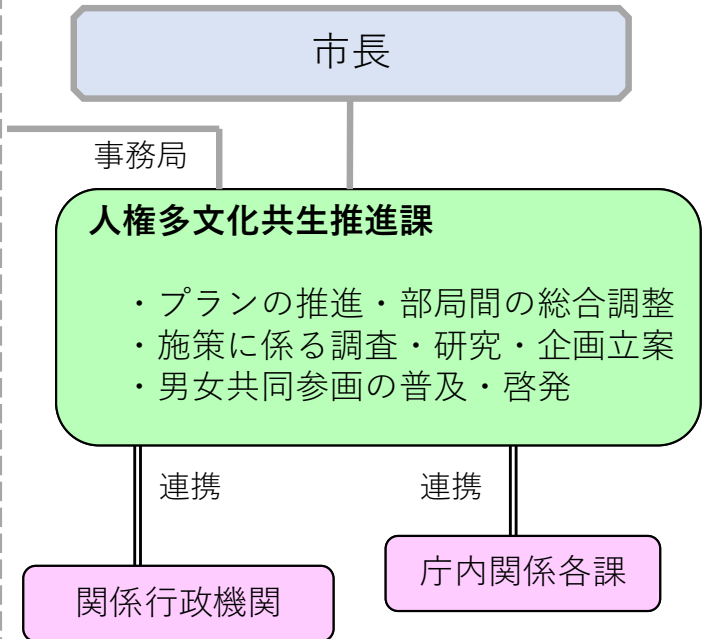 市長
事務局
人権多文化共生推進課
・プランの推進・部局間の総合調整
・施策に係る調査・研究・企画立案
・男女共同参画の普及・啓発
連携
連携
庁内関係各課
関係行政機関